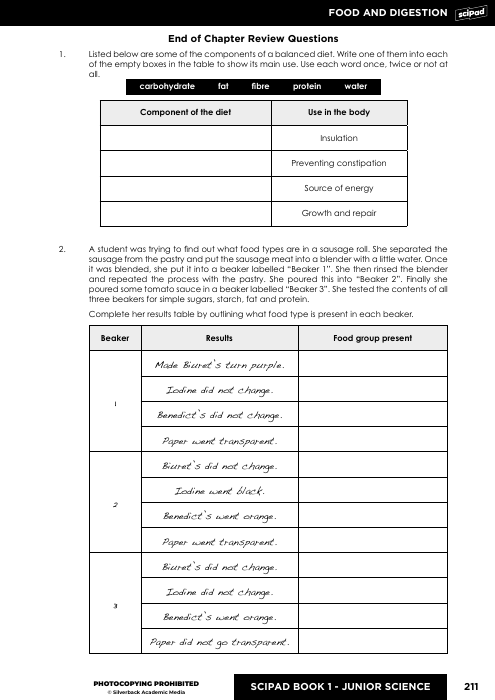 FOOD AND DIGESTION scipad
End of Chapter Review Questions
1. Listed below are some of the components of a balanced diet. Write one of them into each
of the empty boxes in the table to show its main use. Use each word once, twice or not at
all.
carbohydrate fat fibre protein water
Component of the diet Use in the body
Insulation
Preventing constipation
Source of energy
Growth and repair
2. A student was trying to find out what food types are in a sausage roll. She separated the
sausage from the pastry and put the sausage meat into a blender with a little water. Once
it was blended, she put it into a beaker labelled “Beaker 1”. She then rinsed the blender
and repeated the process with the pastry. She poured this into “Beaker 2”. Finally she
poured some tomato sauce in a beaker labelled “Beaker 3”. She tested the contents of all
three beakers for simple sugars, starch, fat and protein.
Complete her results table by outlining what food type is present in each beaker.
Beaker Results Food group present
1
Made Biuret's turn purple.
Iodine did not change.
Benedict's did not change.
Paper went transparent.
2
Biuret's did not change.
Iodine went black.
Benedict's went orange.
Paper went transparent.
3
Biuret's did not change.
Iodine did not change.
Benedict's went orange.
Paper did not go transparent.
PHOTOCOPYING PROHIBITED
© Silverback Academic Media
SCIPAD BOOK 1 - JUNIOR SCIENCE 211